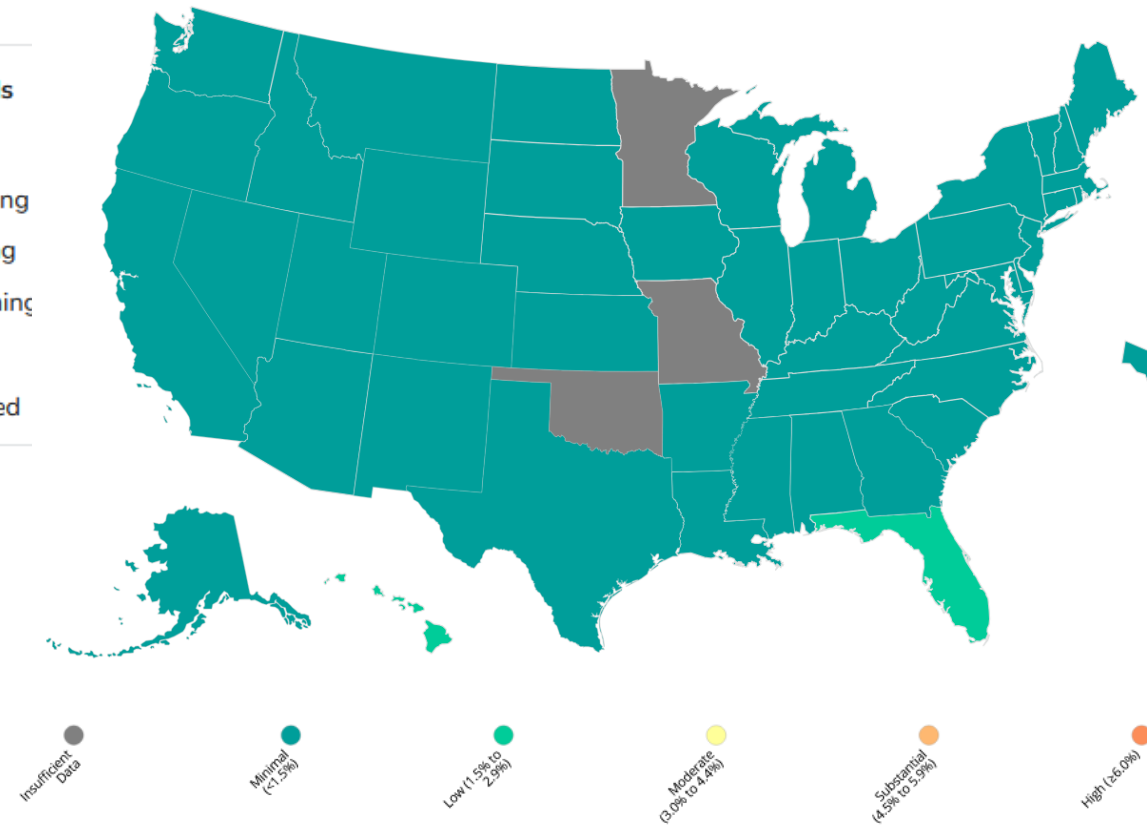 s
ng
g
ning
ed
Insufficient
Data
Minimal
(<1.5%)
Low (1.5% to
2.9%)
Moderate
(3.0% to 4.4%)
Substantial
(4.5% to 5.9%)
High (≥6.0%)